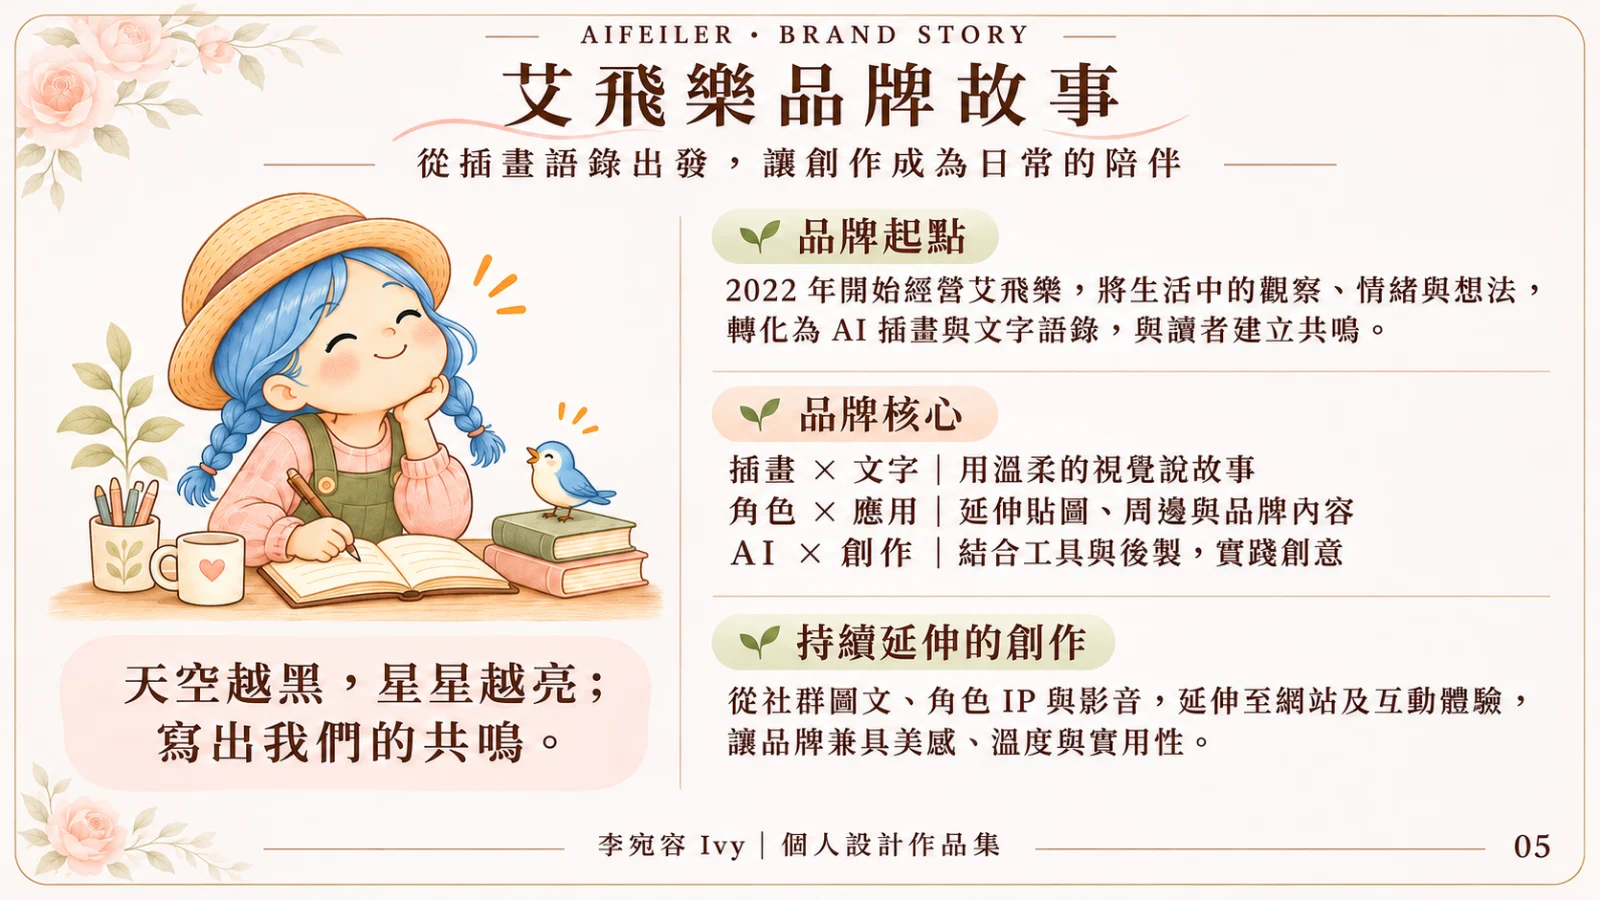 AIFEILER • BRAND STORY
艾飛樂品牌故事
從插畫語錄出發，讓創作成為日常的陪伴
天空越黑，星星越亮；
寫出我們的共鳴。
品牌起點
2022 年開始經營艾飛樂，將生活中的觀察、情緒與想法，
轉化為 AI 插畫與文字語錄，與讀者建立共鳴。
品牌核心
插畫 × 文字｜用溫柔的視覺說故事
角色 × 應用｜延伸貼圖、周邊與品牌內容
AI × 創作｜結合工具與後製，實踐創意
持續延伸的創作
從社群圖文、角色 IP 與影音，延伸至網站及互動體驗，
讓品牌兼具美感、溫度與實用性。
李宛容 Ivy｜個人設計作品集
05